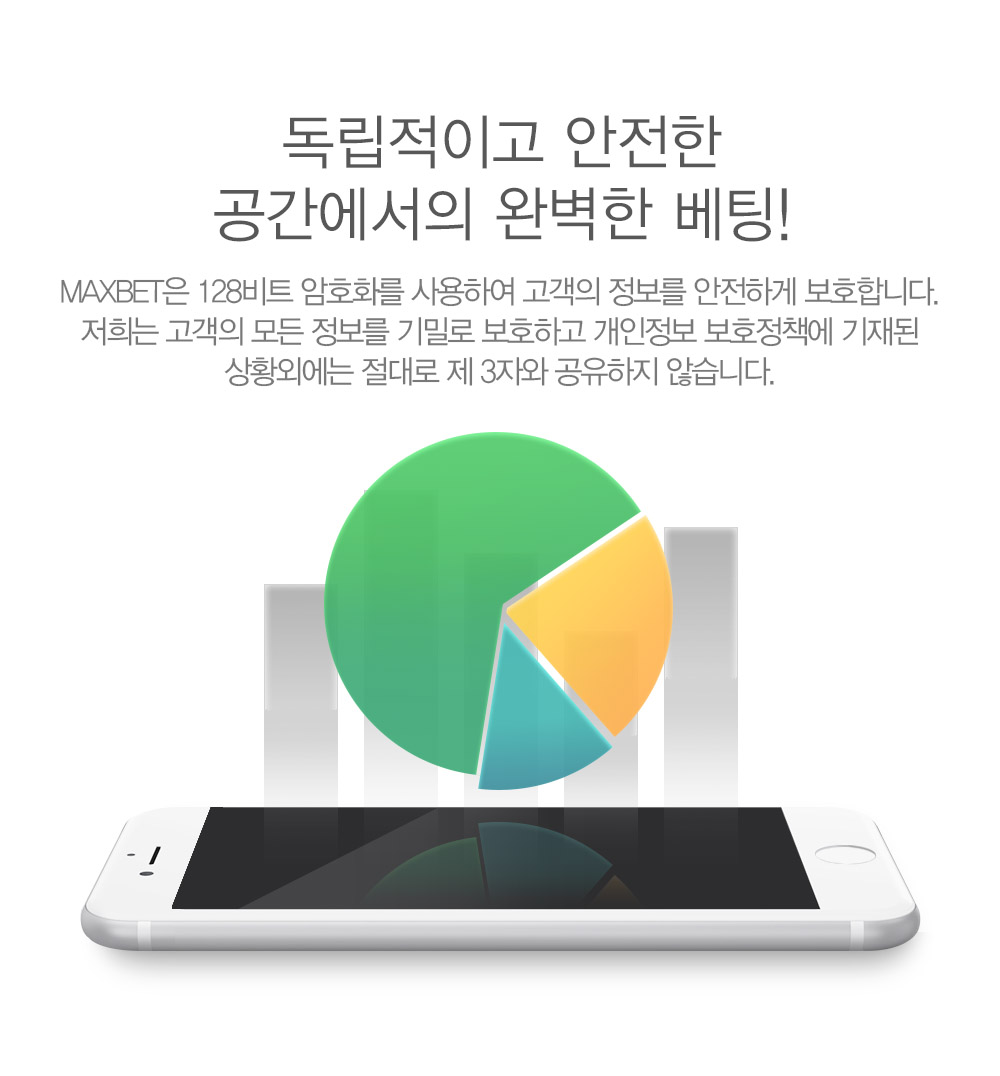 독립적이고 안전한
공간에서의 완벽한 베팅!
MAXBET은 128비트 암호화를 사용하여 고객의 정보를 안전하게 보호합니다.
저희는 고객의 모든 정보를 기밀로 보호하고 개인정보 보호정책에 기재된
상황외에는 절대로 제 3자와 공유하지 않습니다.